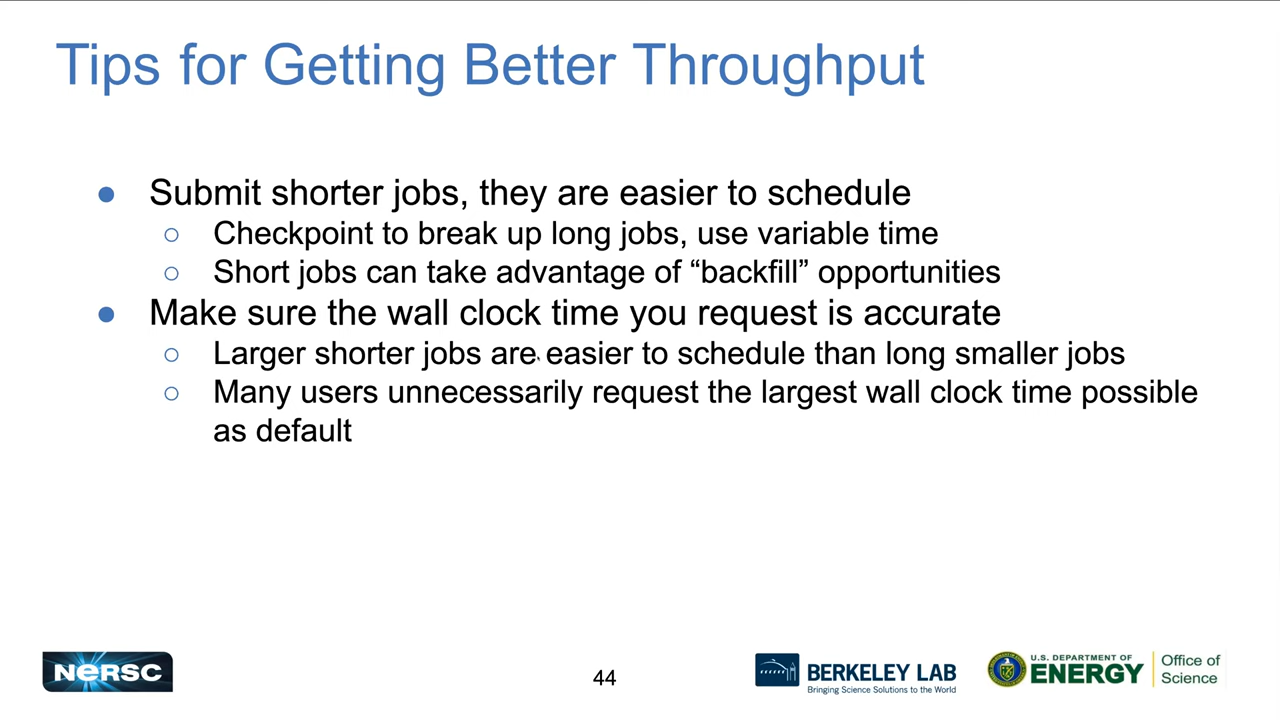 Tips for Getting Better Throughput
● Submit shorter jobs, they are easier to schedule
○ Checkpoint to break up long jobs, use variable time
○ Short jobs can take advantage of “backfill” opportunities
● Make sure the wall clock time you request is accurate
○ Larger shorter jobs are easier to schedule than long smaller jobs
○ Many users unnecessarily request the largest wall clock time possible
as default
NERSC
44
BERKELEY LAB
Bringing Science Solutions to the World
U.S. DEPARTMENT OF
ENERGY
Office of
Science